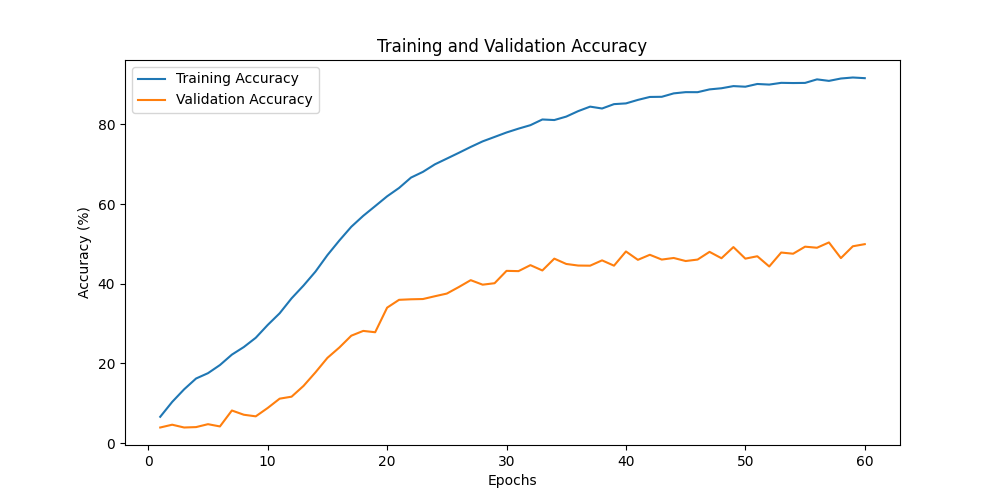 Training and Validation Accuracy
Training Accuracy
Validation Accuracy
Accuracy (%)
80
60
40
20
0
0 10 20 30 40 50 60
Epochs